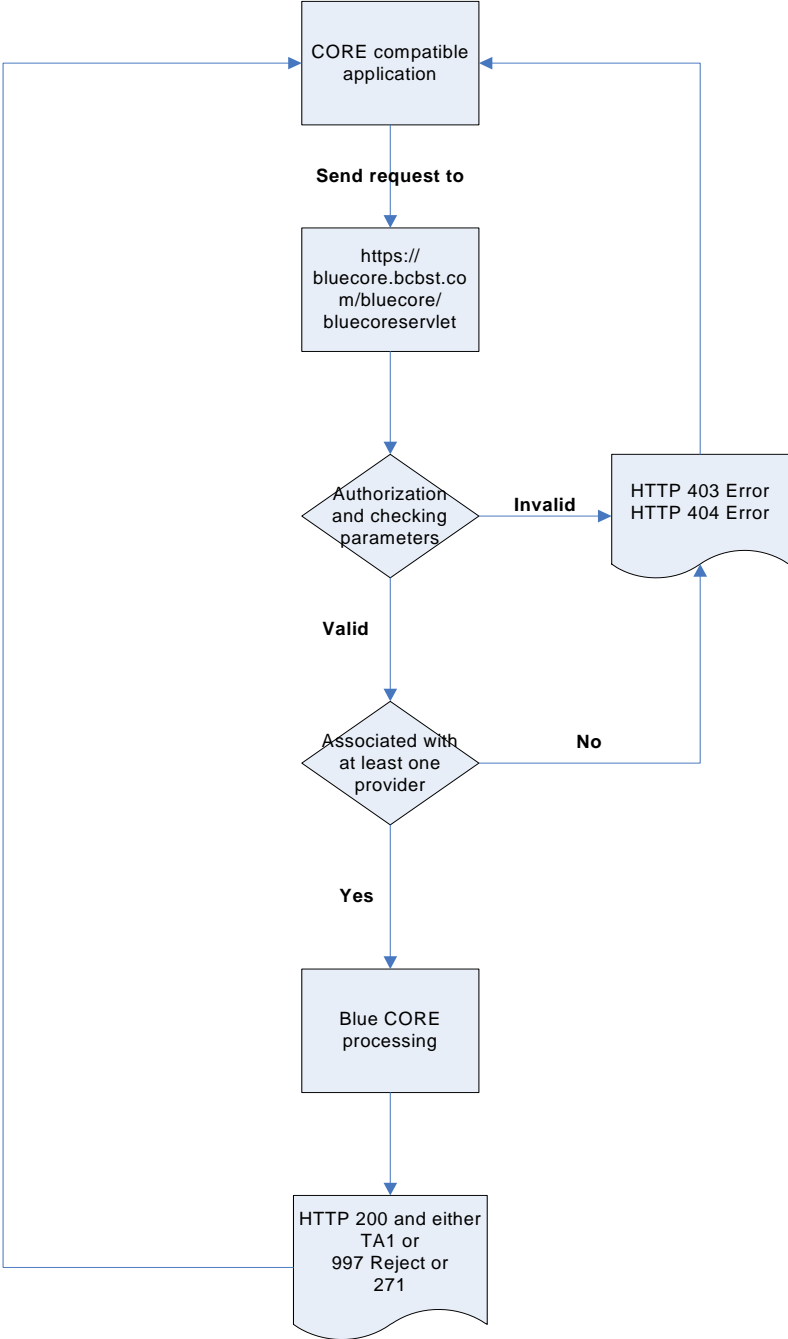 CORE compatible
application
Send request to
https://
bluecore.bcbst.co
m/bluecore/
bluecoreservlet
Authorization
and checking
parameters
Invalid
HTTP 403 Error
HTTP 404 Error
Valid
Associated with
at least one
provider
No
Yes
Blue CORE
processing
HTTP 200 and either
TA1 or
997 Reject or
271